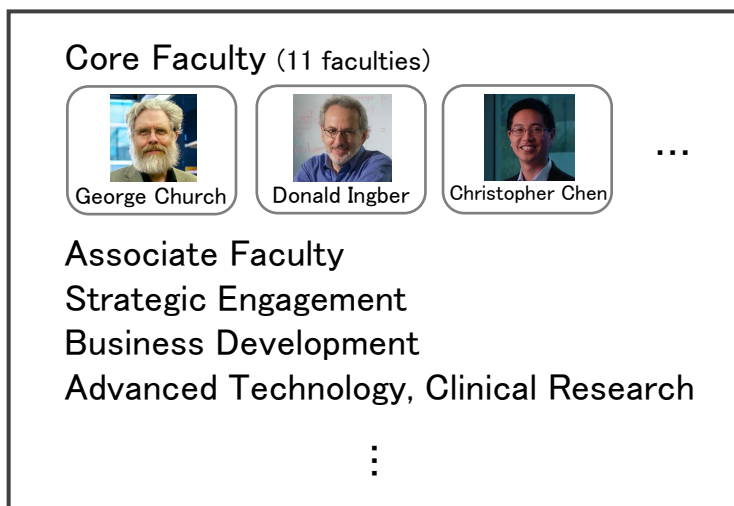 Core Faculty (11 faculties)
George Church Donald Ingber Christopher Chen …
Associate Faculty
Strategic Engagement
Business Development
Advanced Technology, Clinical Research
⋮